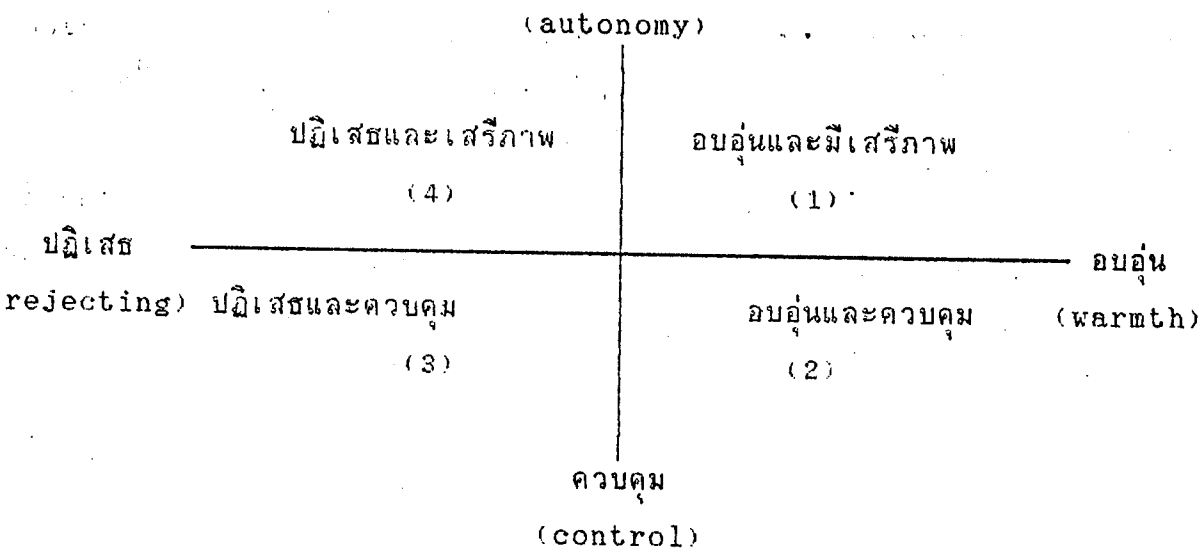 (autonomy)
ปฏิเสธและเสรีภาพ อบอุ่นและมีเสรีภาพ
(4) (1)
ปฏิเสธ อบอุ่น
rejecting) ปฏิเสธและควบคุม อบอุ่นและควบคุม (warmth)
(3) (2)
ควบคุม
(control)